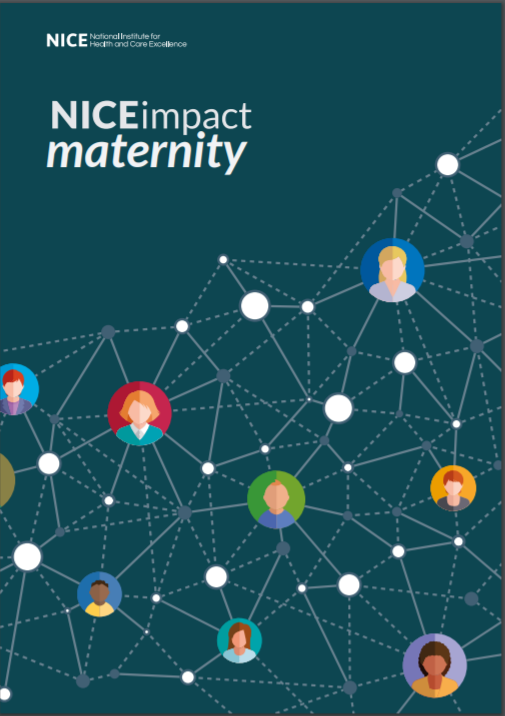 NICE National Institute for
Health and Care Excellence
NICEimpact
maternity